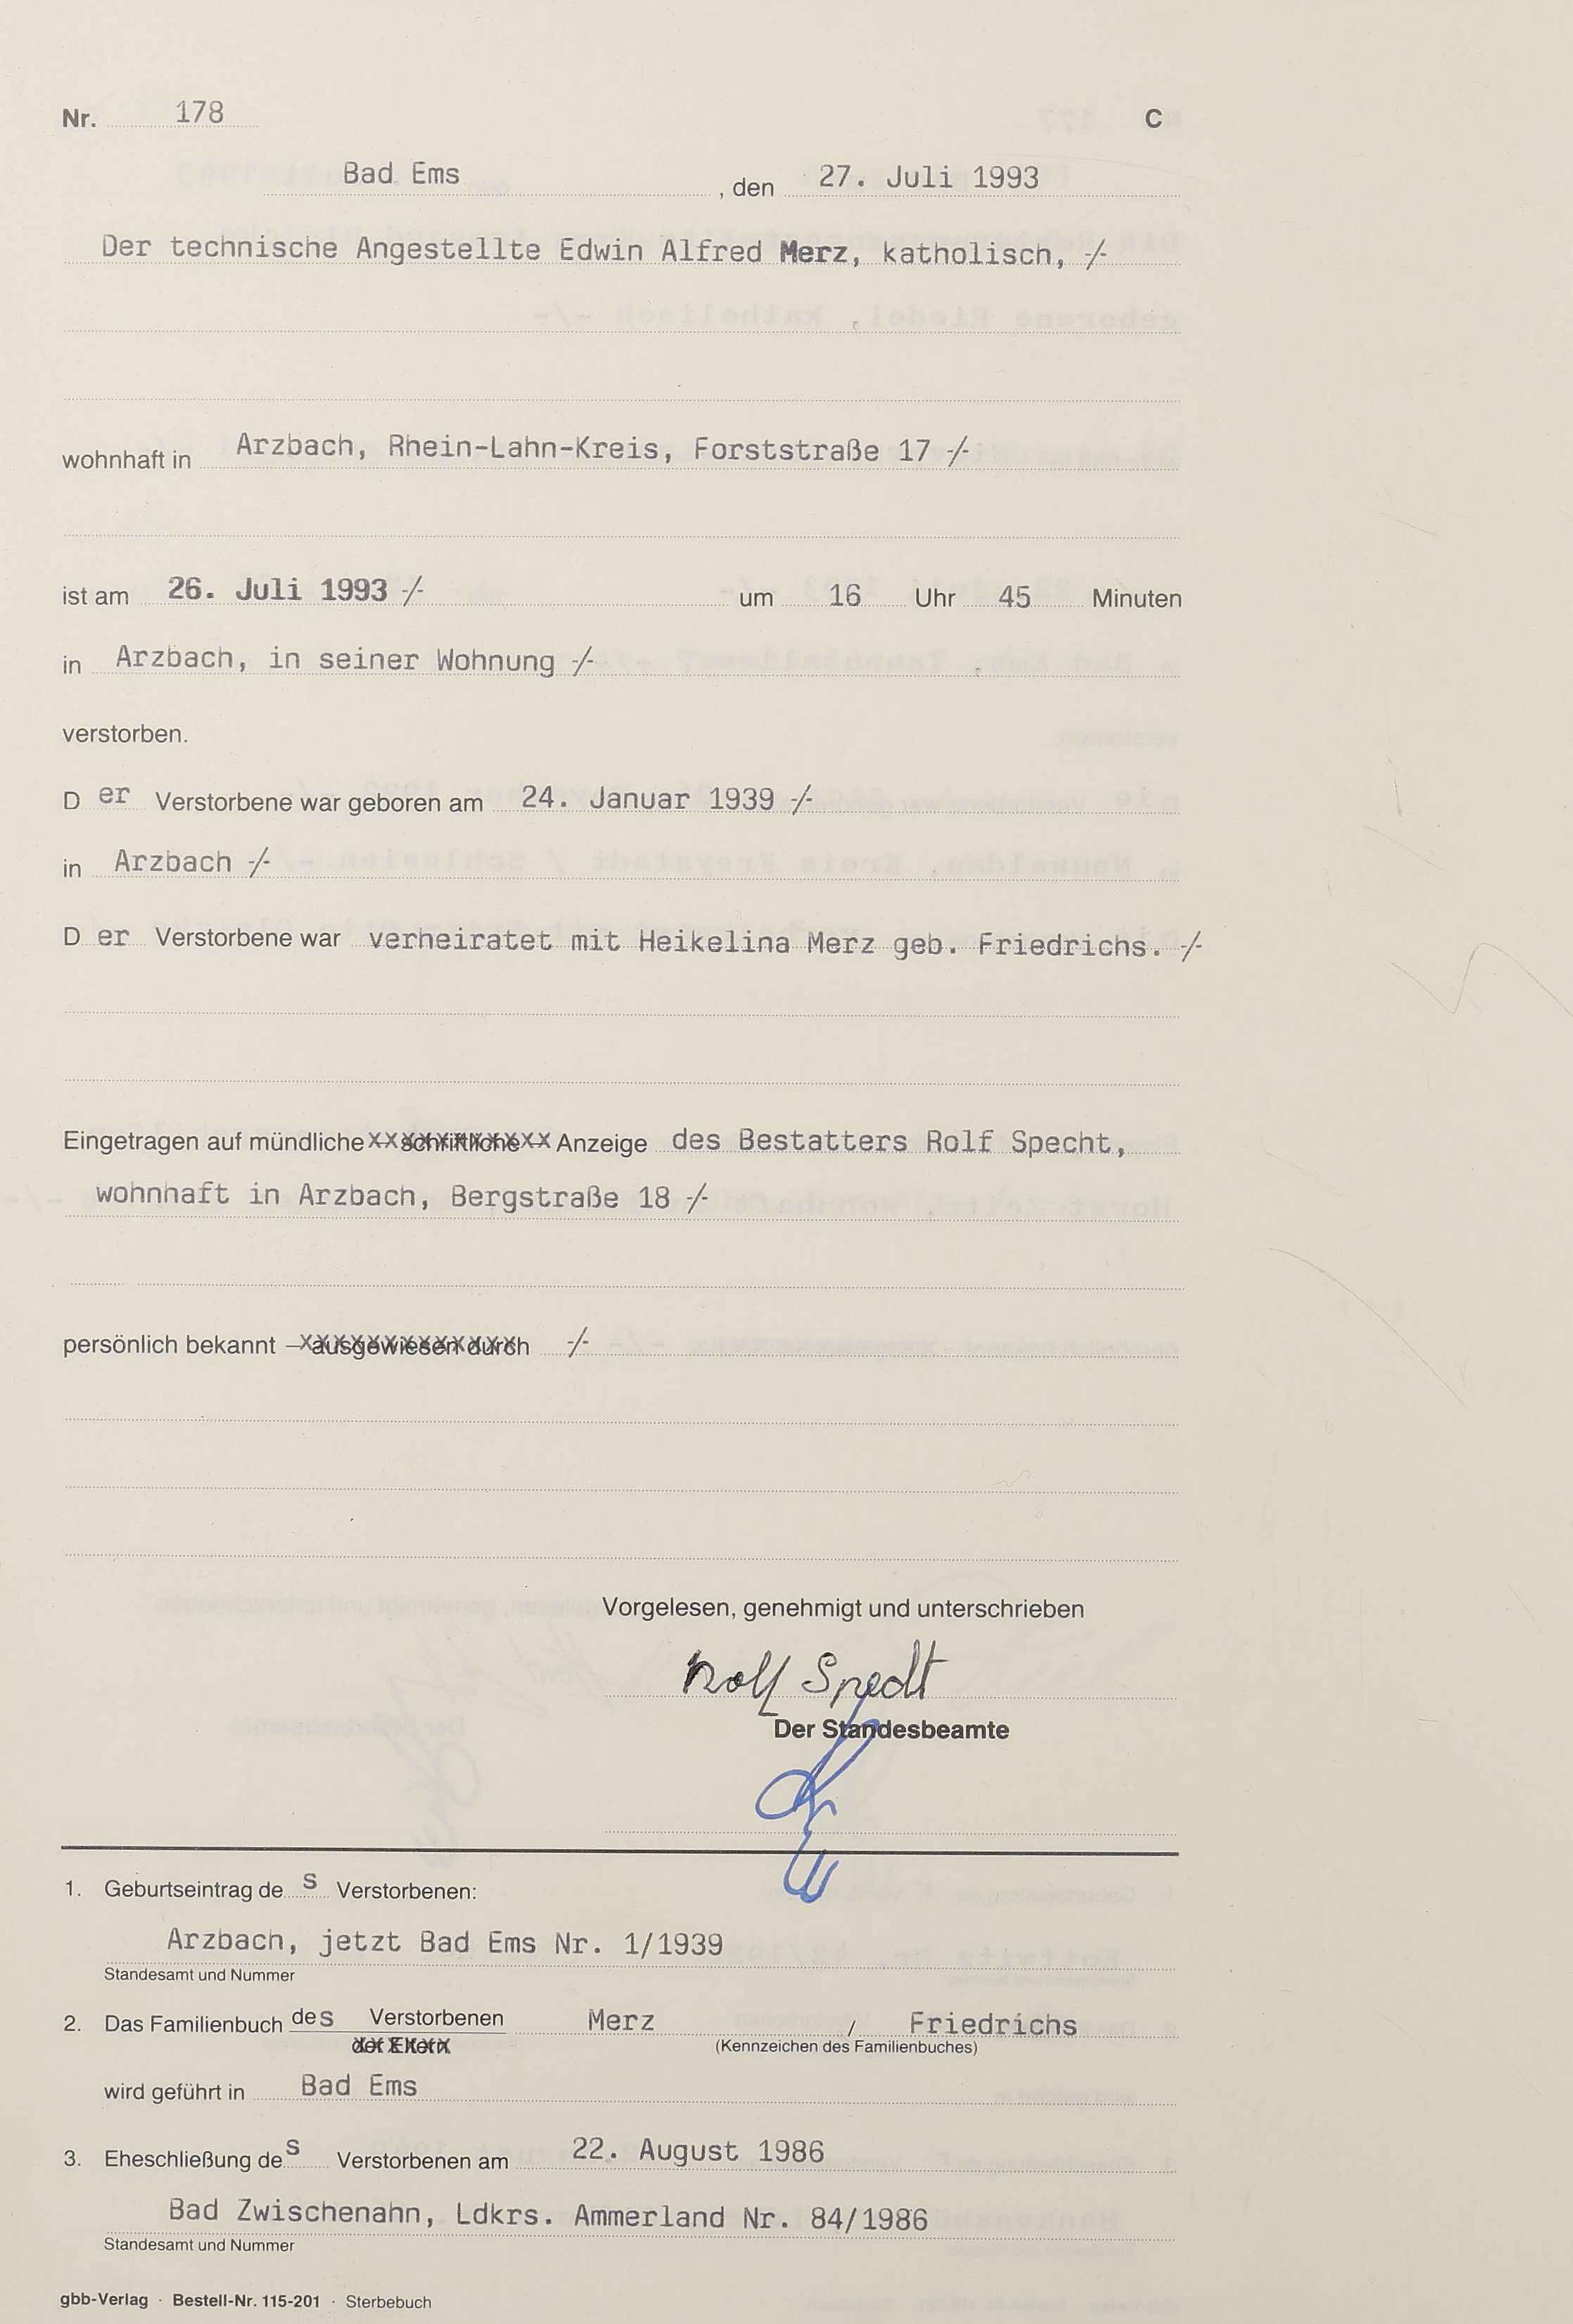 Nr. 178 C
Bad Ems , den 27. Juli 1993
Der technische Angestellte Edwin Alfred Merz, katholisch, -/-
wohnhaft in Arzbach, Rhein-Lahn-Kreis, Forststraße 17 -/-
ist am 26. Juli 1993 -/- um 16 Uhr 45 Minuten
in Arzbach, in seiner Wohnung -/-
verstorben.
D er Verstorbene war geboren am 24. Januar 1939 -/-
in Arzbach -/-
D er Verstorbene war verheiratet mit Heikelina Merz geb. Friedrichs. -/-
Eingetragen auf mündliche – schriftliche – Anzeige des Bestatters Rolf Specht,
wohnhaft in Arzbach, Bergstraße 18 -/-
persönlich bekannt – ausgewiesen durch -/-
Vorgelesen, genehmigt und unterschrieben
Rolf Specht
Der Standesbeamte
1. Geburtseintrag de s Verstorbenen:
Arzbach, jetzt Bad Ems Nr. 1/1939
Standesamt und Nummer
2. Das Familienbuch des Verstorbenen Merz / Friedrichs
der Eltern (Kennzeichen des Familienbuches)
wird geführt in Bad Ems
3. Eheschließung de s Verstorbenen am 22. August 1986
Bad Zwischenahn, Ldkrs. Ammerland Nr. 84/1986
Standesamt und Nummer
gbb-Verlag · Bestell-Nr. 115-201 · Sterbebuch